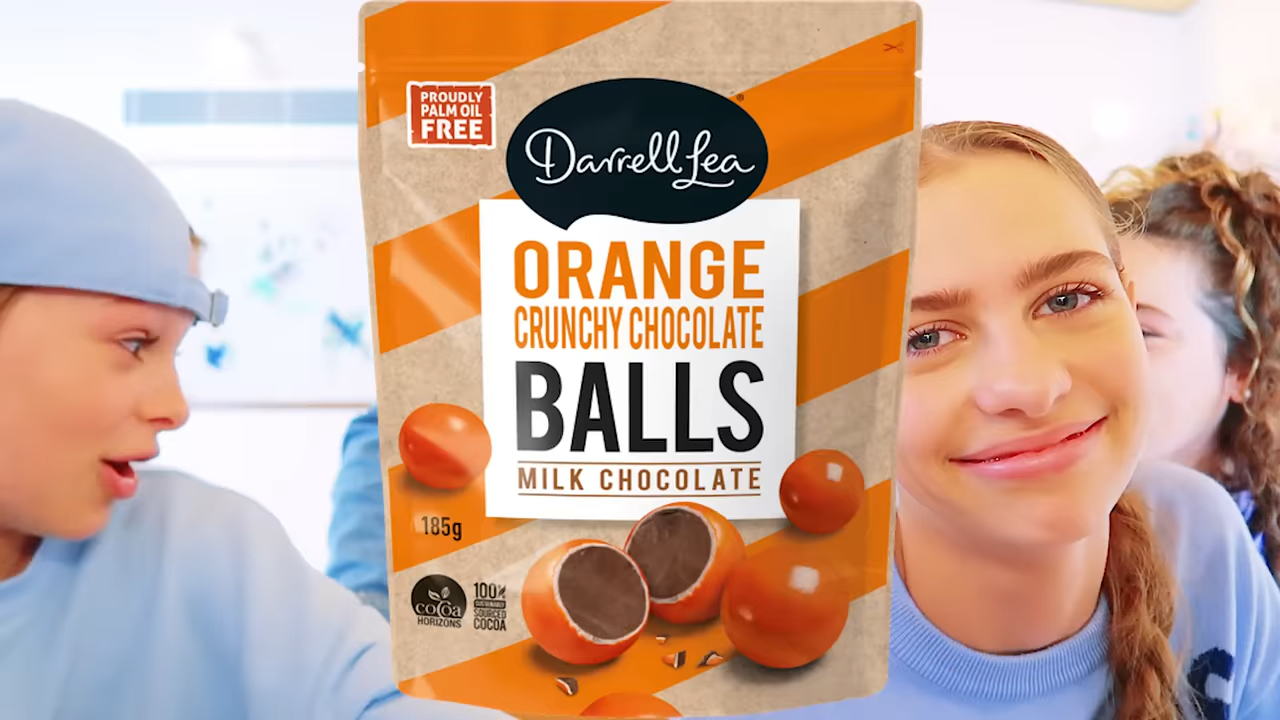 PROUDLY
PALM OIL
FREE
Darrell Lea
ORANGE
CRUNCHY CHOCOLATE
BALLS
MILK CHOCOLATE
185g
cocoa
HORIZONS
100%
SUSTAINABLY
SOURCED
COCOA